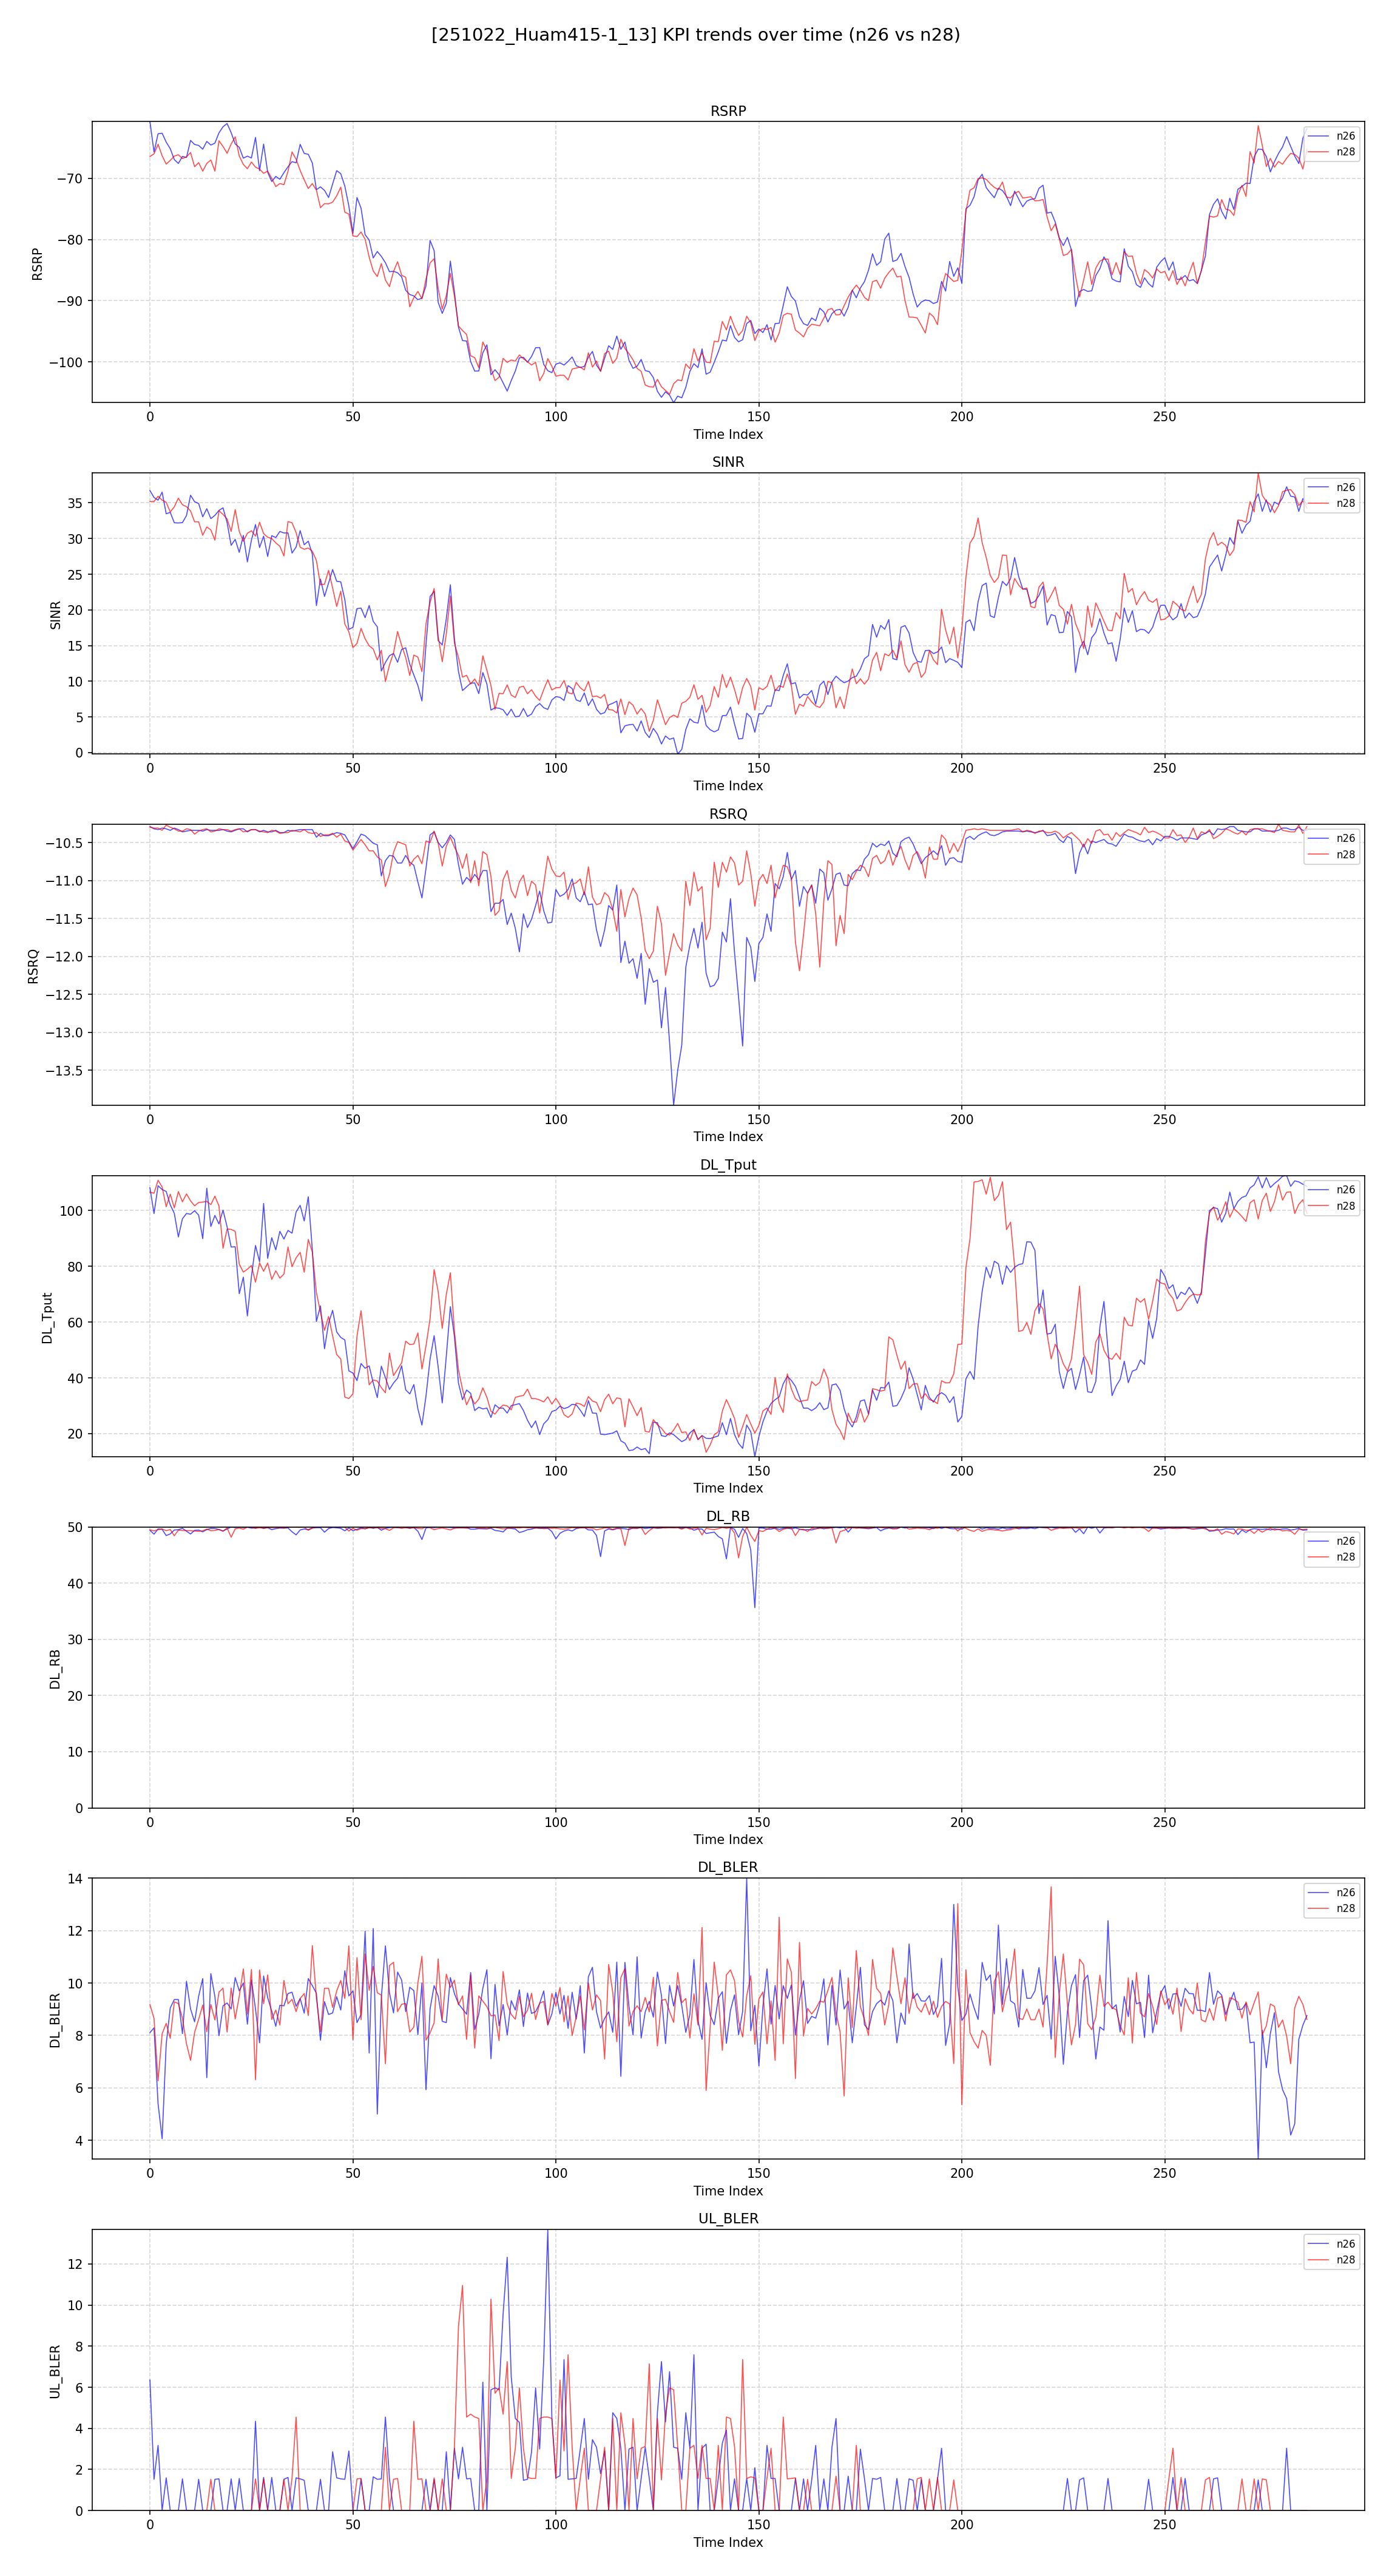 [251022_Huam415-1_13] KPI trends over time (n26 vs n28)
RSRP
n26
n28
−70
−80
−90
−100
RSRP
0 50 100 150 200 250
Time Index
SINR
n26
n28
35
30
25
20
15
10
5
0
SINR
0 50 100 150 200 250
Time Index
RSRQ
n26
n28
−10.5
−11.0
−11.5
−12.0
−12.5
−13.0
−13.5
RSRQ
0 50 100 150 200 250
Time Index
DL_Tput
n26
n28
100
80
60
40
20
DL_Tput
0 50 100 150 200 250
Time Index
DL_RB
n26
n28
50
40
30
20
10
0
DL_RB
0 50 100 150 200 250
Time Index
DL_BLER
n26
n28
14
12
10
8
6
4
DL_BLER
0 50 100 150 200 250
Time Index
UL_BLER
n26
n28
12
10
8
6
4
2
0
UL_BLER
0 50 100 150 200 250
Time Index